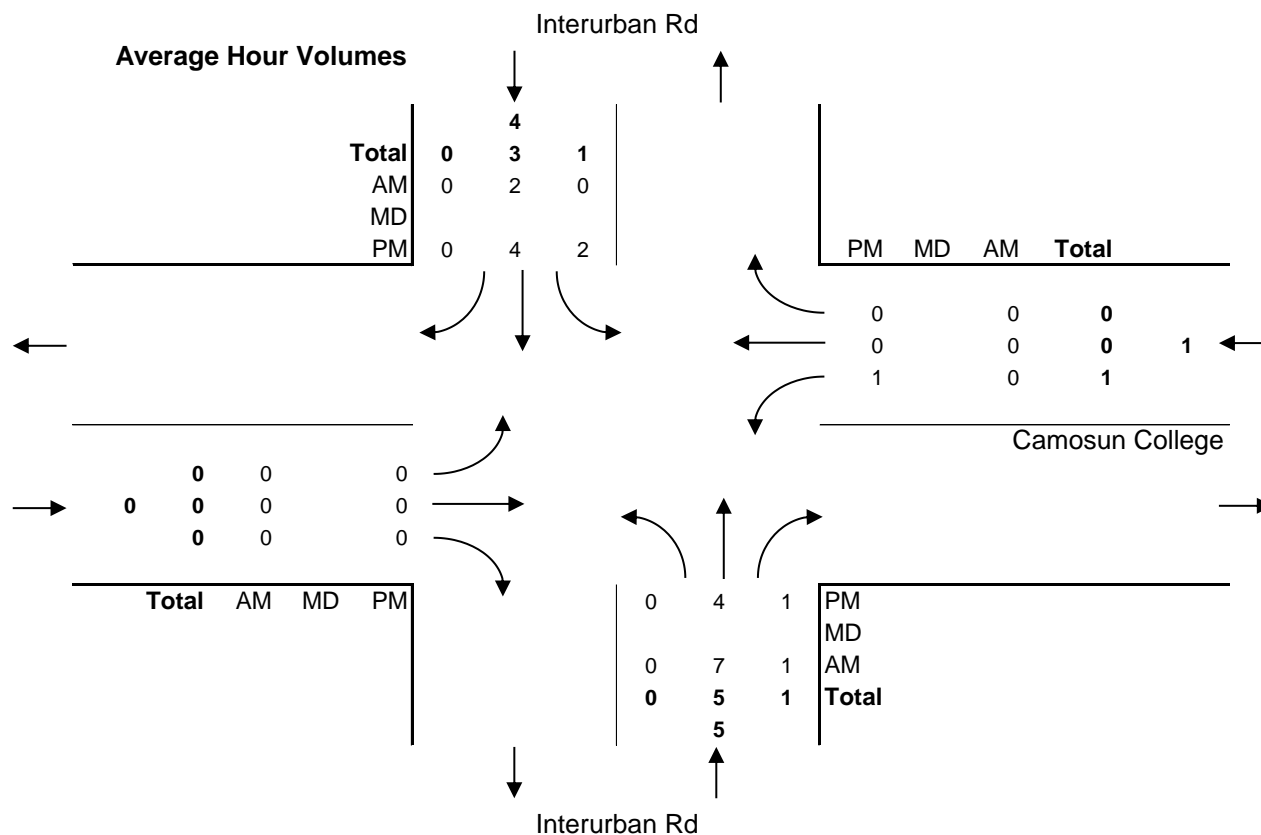 Interurban Rd
Average Hour Volumes
4
Total 0 3 1
AM 0 2 0
MD
PM 0 4 2
PM MD AM Total
0 0 0
0 0 0 1
1 0 1
Camosun College
0 0 0
0 0 0 0
0 0 0
Total AM MD PM
0 4 1 PM
MD
0 7 1 AM
0 5 1 Total
5
Interurban Rd